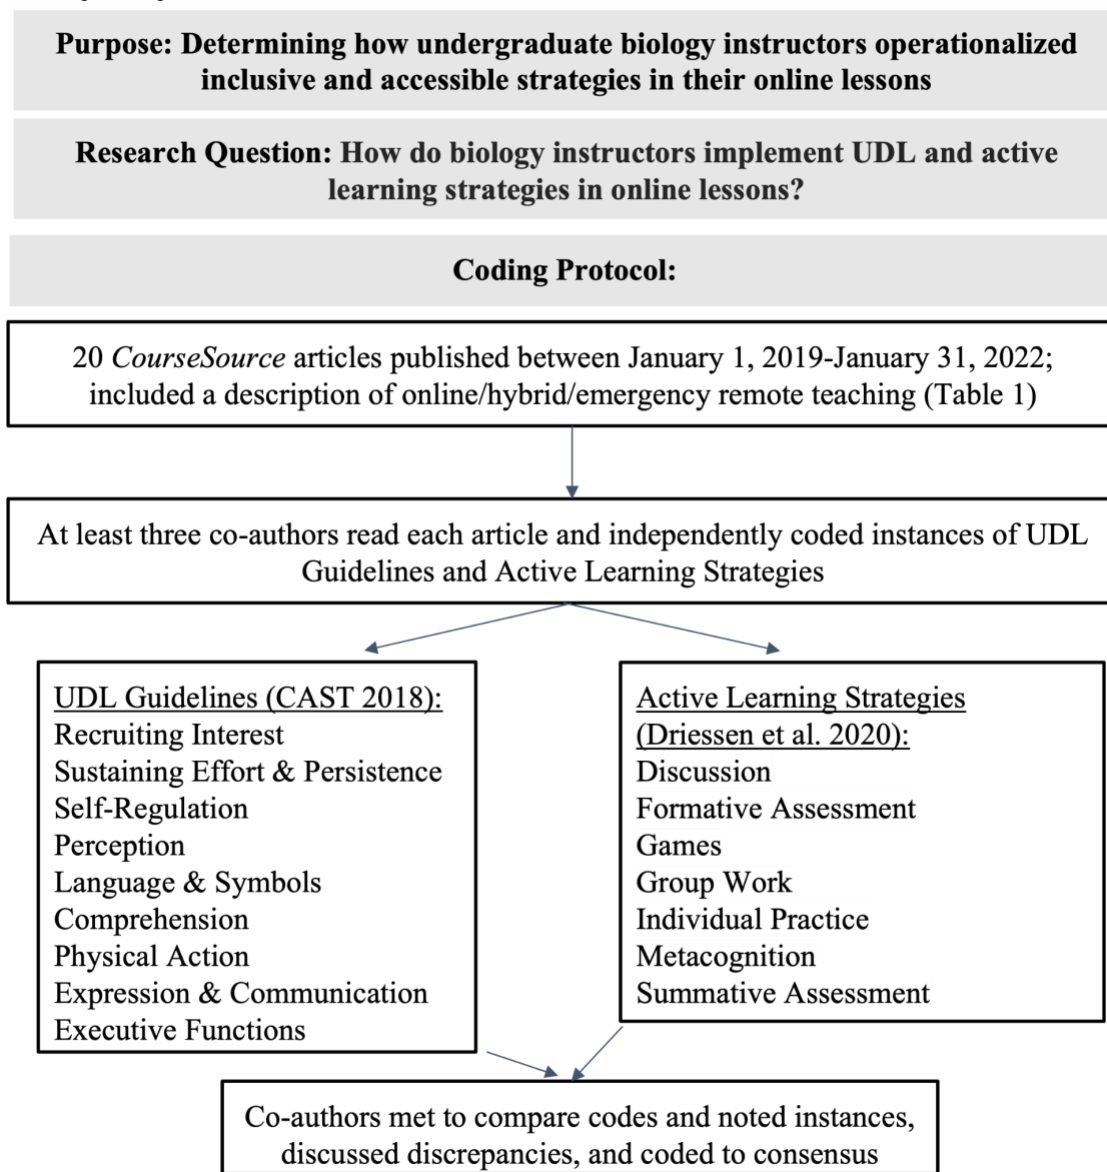 Purpose: Determining how undergraduate biology instructors operationalized
inclusive and accessible strategies in their online lessons
Research Question: How do biology instructors implement UDL and active
learning strategies in online lessons?
Coding Protocol:
20 CourseSource articles published between January 1, 2019-January 31, 2022;
included a description of online/hybrid/emergency remote teaching (Table 1)
At least three co-authors read each article and independently coded instances of UDL
Guidelines and Active Learning Strategies
UDL Guidelines (CAST 2018):
Recruiting Interest
Sustaining Effort & Persistence
Self-Regulation
Perception
Language & Symbols
Comprehension
Physical Action
Expression & Communication
Executive Functions
Active Learning Strategies
(Driessen et al. 2020):
Discussion
Formative Assessment
Games
Group Work
Individual Practice
Metacognition
Summative Assessment
Co-authors met to compare codes and noted instances,
discussed discrepancies, and coded to consensus